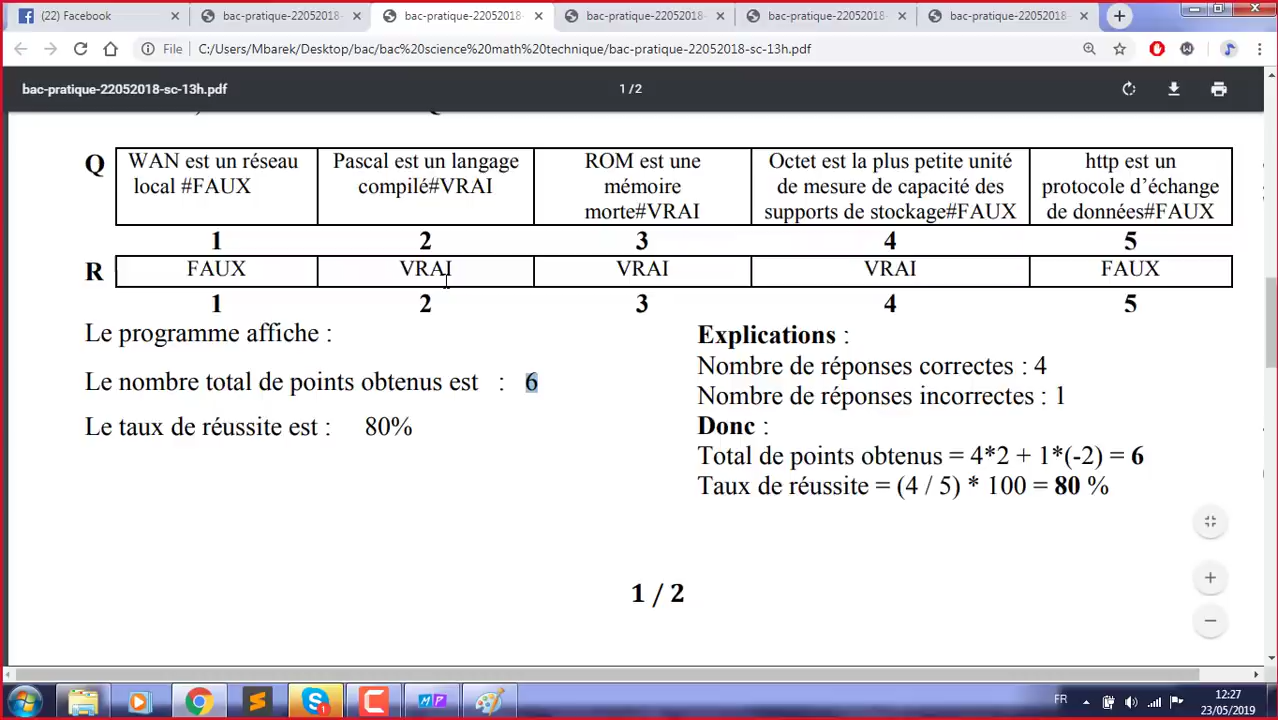 (22) Facebook
bac-pratique-22052018-
bac-pratique-22052018-
bac-pratique-22052018-
bac-pratique-22052018-
bac-pratique-22052018-
File
C:/Users/Mbarek/Desktop/bac/bac%20science%20math%20technique/bac-pratique-22052018-sc-13h.pdf
bac-pratique-22052018-sc-13h.pdf
1 / 2
Q
WAN est un réseau
local #FAUX
Pascal est un langage
compilé#VRAI
ROM est une
mémoire
morte#VRAI
Octet est la plus petite unité
de mesure de capacité des
supports de stockage#FAUX
http est un
protocole d’échange
de données#FAUX
1 2 3 4 5
R
FAUX VRAI VRAI VRAI FAUX
1 2 3 4 5
Le programme affiche :
Le nombre total de points obtenus est : 6
Le taux de réussite est : 80%
Explications :
Nombre de réponses correctes : 4
Nombre de réponses incorrectes : 1
Donc :
Total de points obtenus = 4*2 + 1*(-2) = 6
Taux de réussite = (4 / 5) * 100 = 80 %
1 / 2
FR
12:27
23/05/2019